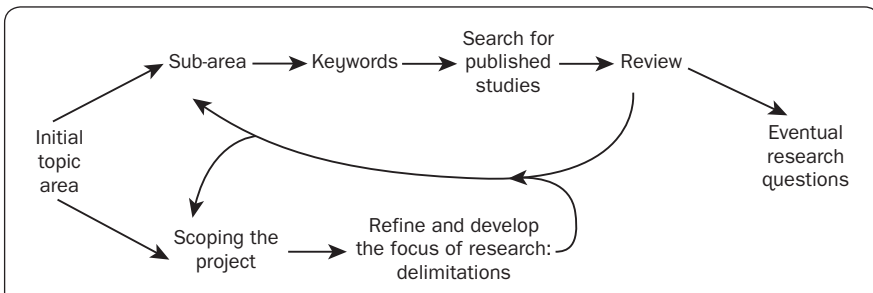 Sub-area
Keywords
Search for
published
studies
Review
Initial
topic
area
Eventual
research
questions
Scoping the
project
Refine and develop
the focus of research:
delimitations